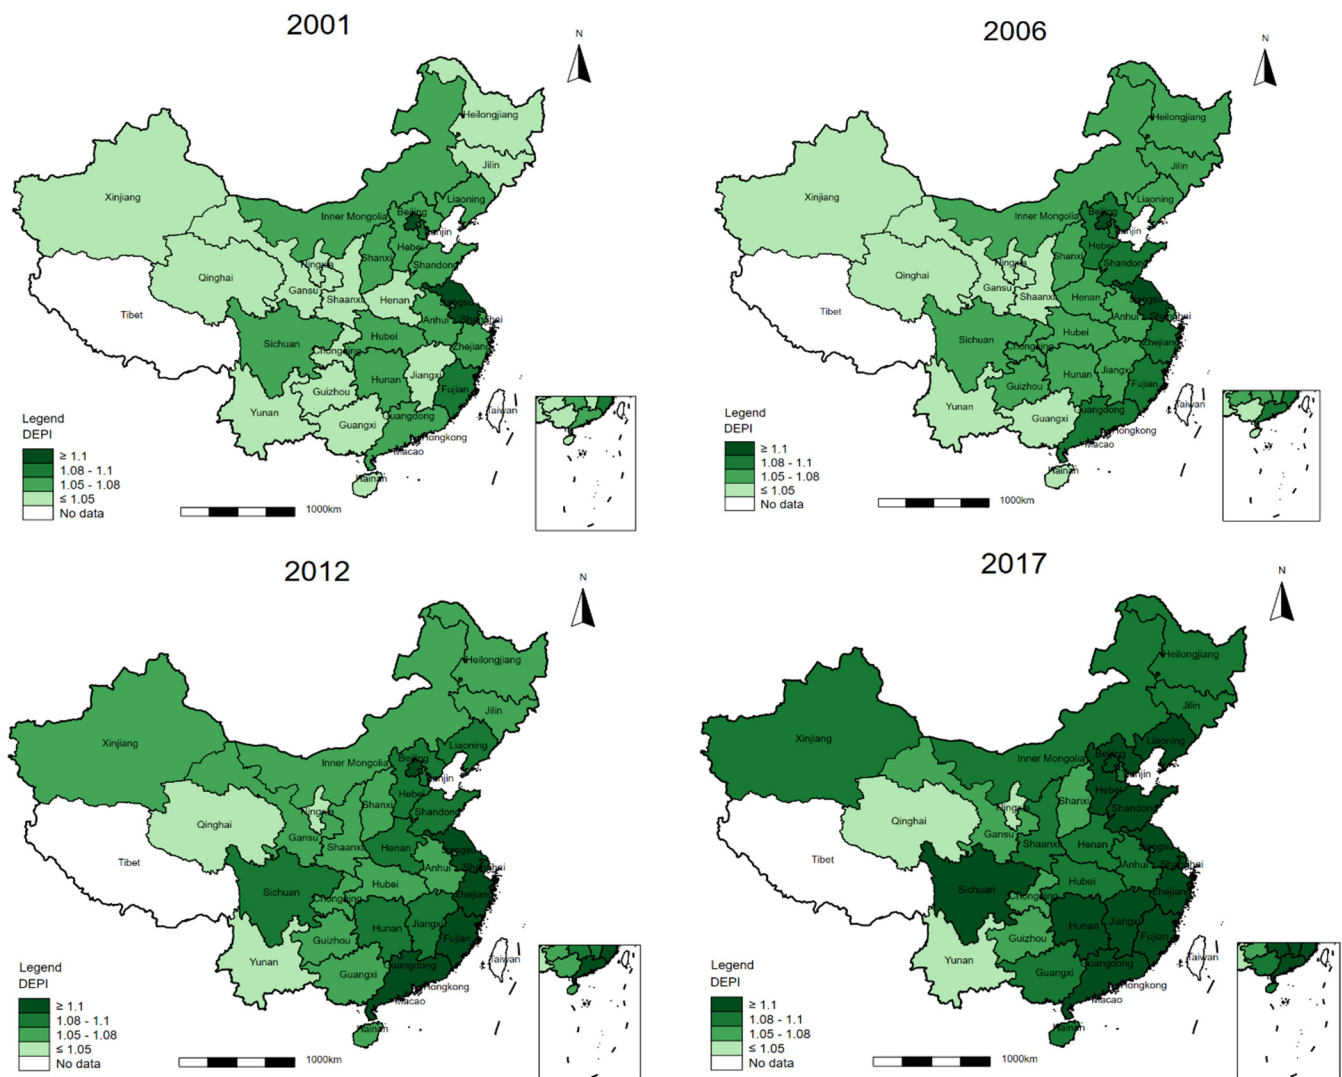 2001
N
Heilongjiang
Jilin
Xinjiang
Liaoning
Beijing
Inner Mongolia
Hebei
Shanxi
Ningxia
Shandong
Qinghai
Gansu
Shaanxi
Henan
Jiangsu
Tibet
Anhui
Shanghai
Sichuan
Hubei
Chongqing
Zhejiang
Jiangxi
Hunan
Guizhou
Fujian
Yunan
Guangdong
Taiwan
Guangxi
Hongkong
Macao
Hainan
Legend
DEPI
≥ 1.1
1.08 - 1.1
1.05 - 1.08
≤ 1.05
No data
1000km
2006
N
Heilongjiang
Jilin
Xinjiang
Liaoning
Beijing
Inner Mongolia
Tianjin
Hebei
Shanxi
Ningxia
Shandong
Qinghai
Gansu
Shaanxi
Henan
Jiangsu
Tibet
Anhui
Shanghai
Sichuan
Hubei
Chongqing
Zhejiang
Jiangxi
Hunan
Guizhou
Fujian
Yunan
Guangdong
Taiwan
Guangxi
Hongkong
Macao
Hainan
Legend
DEPI
≥ 1.1
1.08 - 1.1
1.05 - 1.08
≤ 1.05
No data
1000km
2012
N
Heilongjiang
Jilin
Xinjiang
Liaoning
Beijing
Inner Mongolia
Tianjin
Hebei
Shanxi
Ningxia
Shandong
Qinghai
Gansu
Shaanxi
Henan
Jiangsu
Tibet
Anhui
Shanghai
Sichuan
Hubei
Chongqing
Zhejiang
Jiangxi
Hunan
Guizhou
Fujian
Yunan
Guangdong
Taiwan
Guangxi
Hongkong
Macao
Hainan
Legend
DEPI
≥ 1.1
1.08 - 1.1
1.05 - 1.08
≤ 1.05
No data
1000km
2017
N
Heilongjiang
Jilin
Xinjiang
Liaoning
Beijing
Inner Mongolia
Tianjin
Hebei
Shanxi
Ningxia
Shandong
Qinghai
Gansu
Shaanxi
Henan
Jiangsu
Tibet
Anhui
Shanghai
Sichuan
Hubei
Chongqing
Zhejiang
Jiangxi
Hunan
Guizhou
Fujian
Yunan
Guangdong
Taiwan
Guangxi
Hongkong
Macao
Hainan
Legend
DEPI
≥ 1.1
1.08 - 1.1
1.05 - 1.08
≤ 1.05
No data
1000km